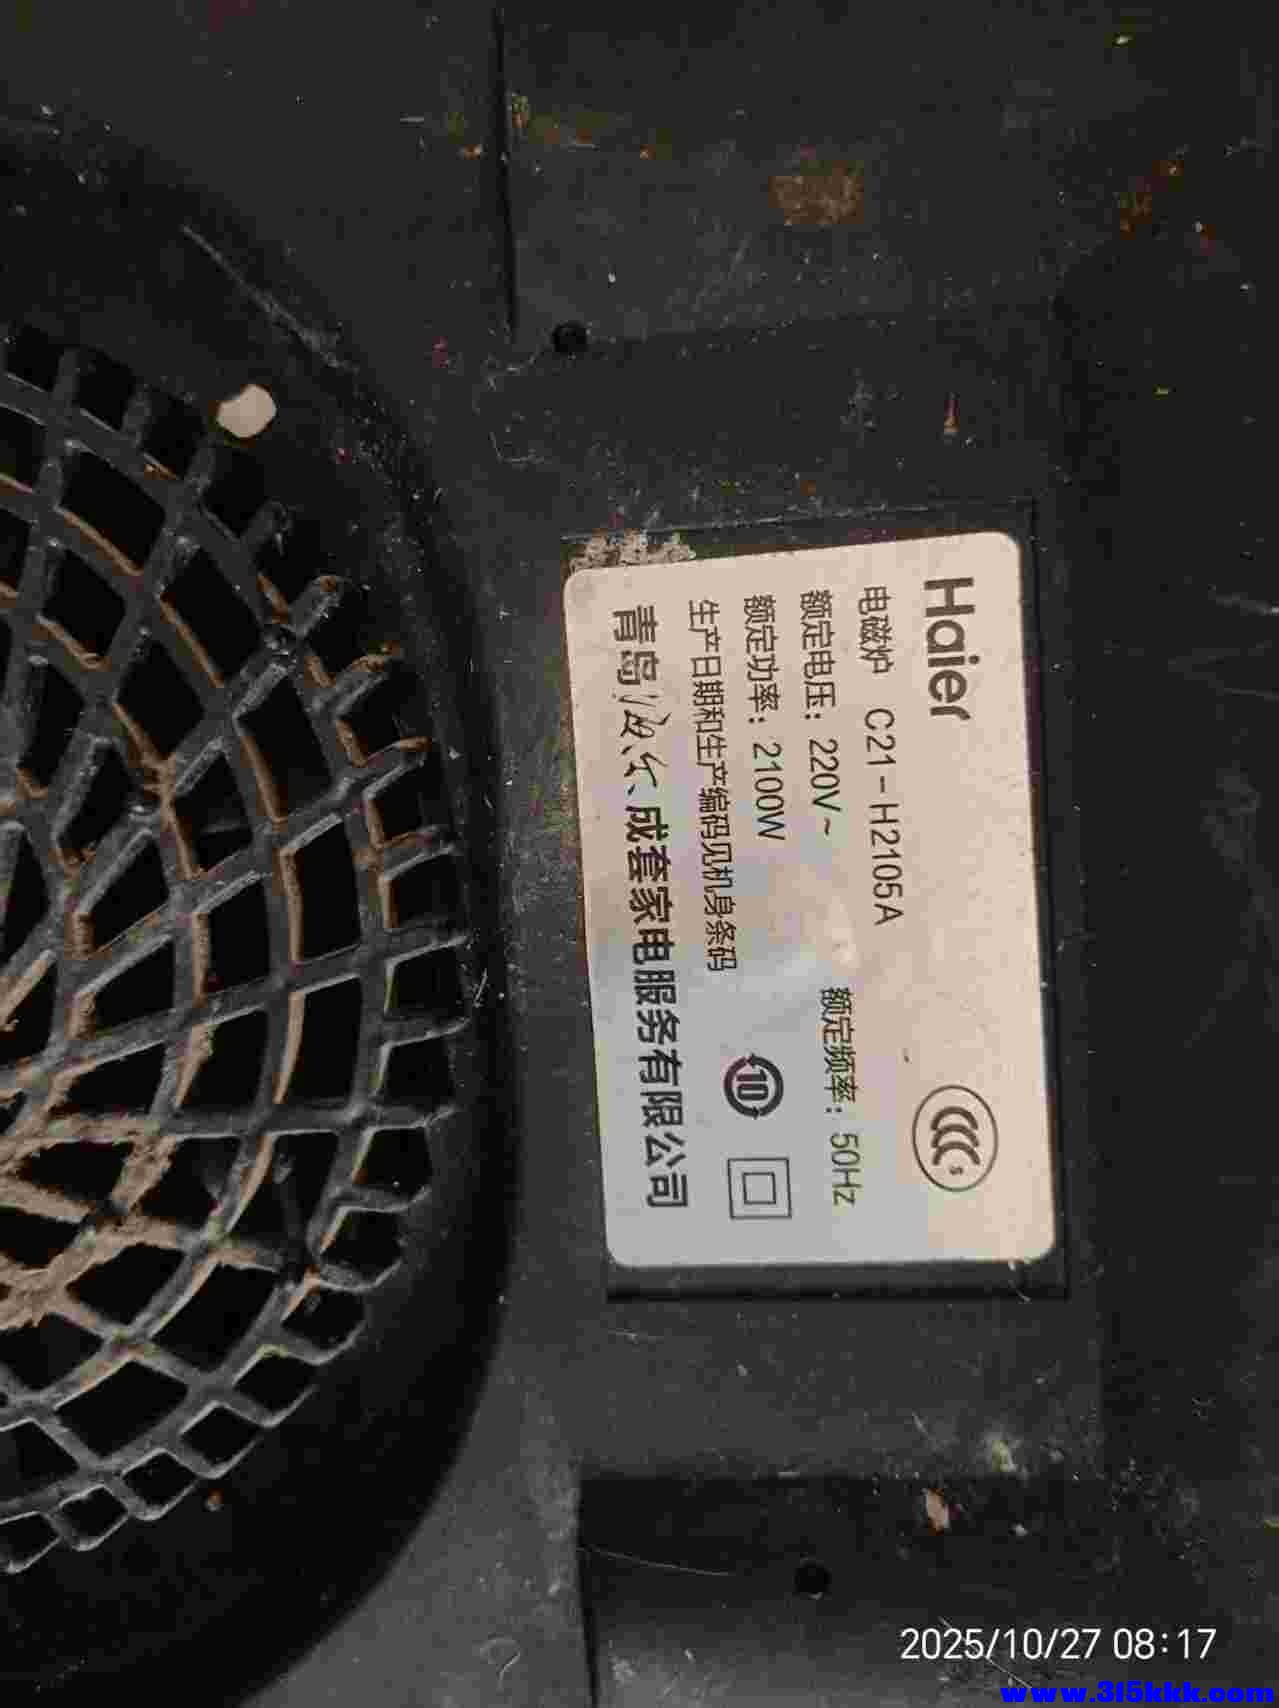 Haier
电磁炉 C21-H2105A
额定电压：220V~ 额定频率：50Hz
额定功率：2100W
生产日期和生产编码见机身条码
10
青岛海尔成套家电服务有限公司
CCC
S
2025/10/27 08:17
www.315kkk.com